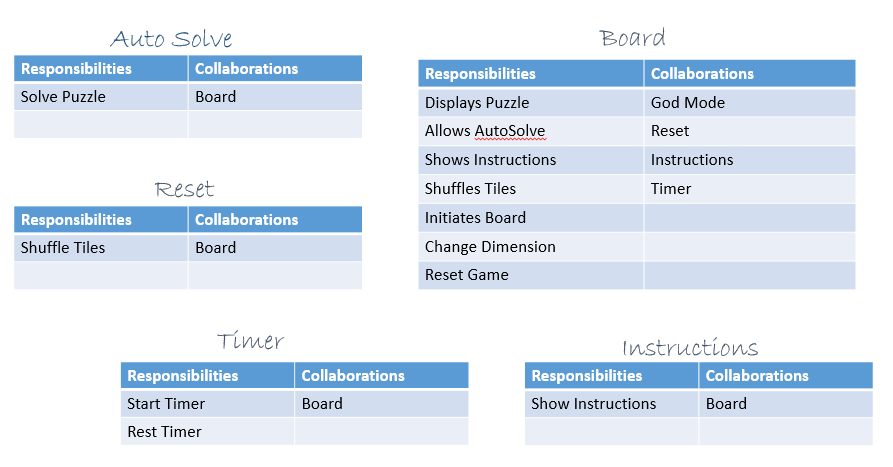 Auto Solve
Responsibilities Collaborations
Solve Puzzle Board
Board
Responsibilities Collaborations
Displays Puzzle God Mode
Allows AutoSolve Reset
Shows Instructions Instructions
Shuffles Tiles Timer
Initiates Board
Change Dimension
Reset Game
Reset
Responsibilities Collaborations
Shuffle Tiles Board
Timer
Responsibilities Collaborations
Start Timer Board
Rest Timer
Instructions
Responsibilities Collaborations
Show Instructions Board